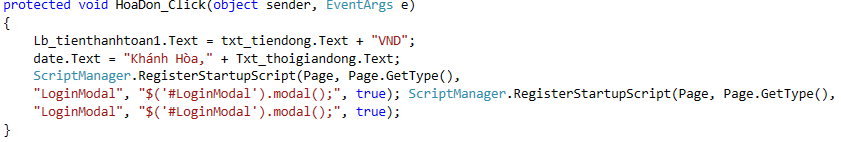 protected void HoaDon_Click(object sender, EventArgs e)
{
Lb_tienthanhtoan1.Text = txt_tiendong.Text + "VND";
date.Text = "Khánh Hòa," + Txt_thoigiandong.Text;
ScriptManager.RegisterStartupScript(Page, Page.GetType(),
"LoginModal", "$('#LoginModal').modal();", true); ScriptManager.RegisterStartupScript(Page, Page.GetType(),
"LoginModal", "$('#LoginModal').modal();", true);
}